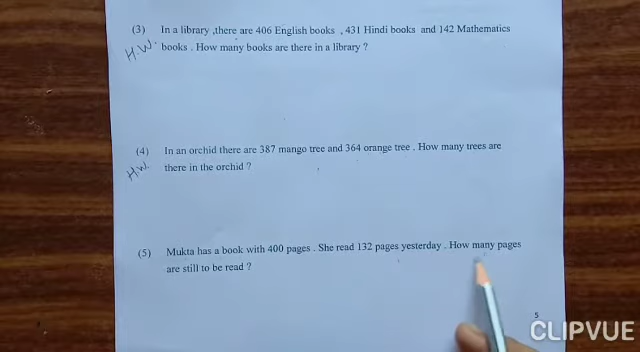 (3) In a library ,there are 406 English books , 431 Hindi books and 142 Mathematics
H.W. books . How many books are there in a library ?
(4) In an orchid there are 387 mango tree and 364 orange tree . How many trees are
H.W. there in the orchid ?
(5) Mukta has a book with 400 pages . She read 132 pages yesterday . How many pages
are still to be read ?
5
CLIPVUE